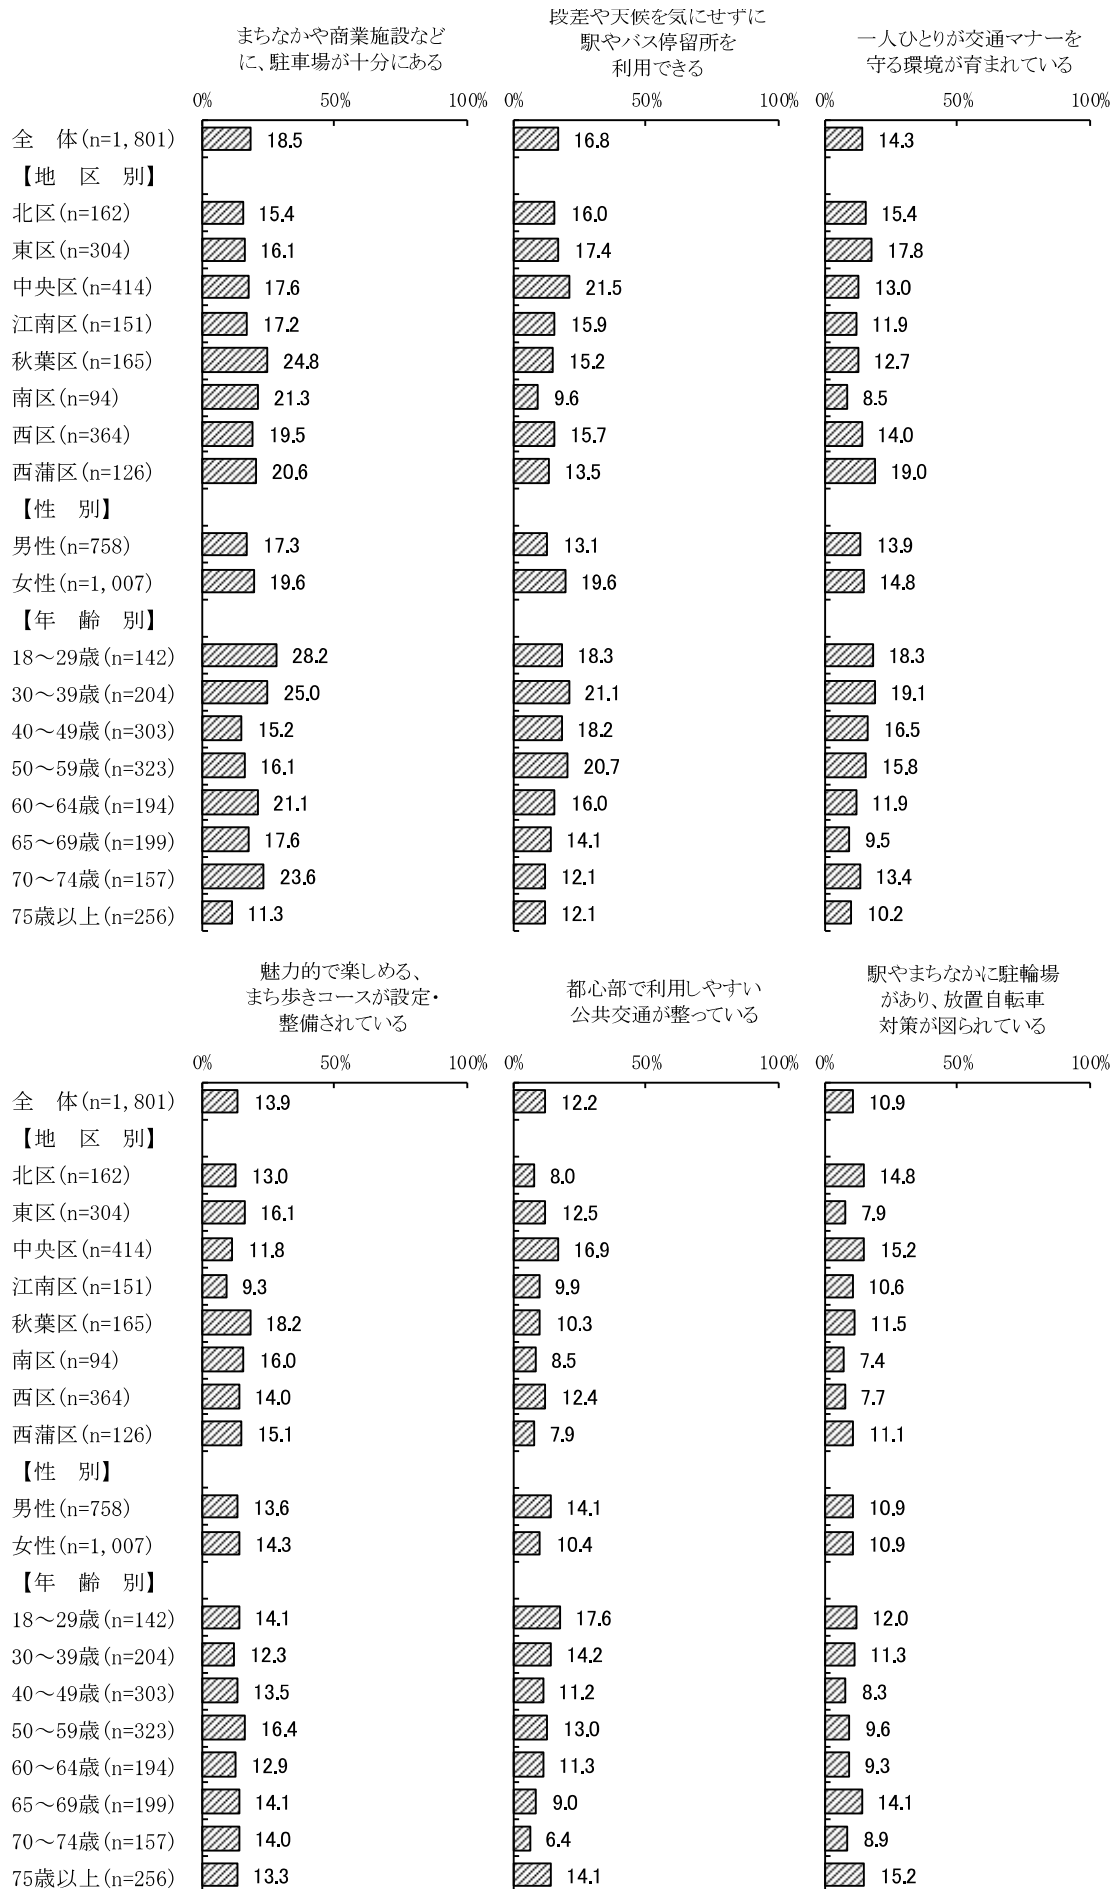 まちなかや商業施設など
に、駐車場が十分にある
段差や天候を気にせずに
駅やバス停留所を
利用できる
一人ひとりが交通マナーを
守る環境が育まれている
0% 50% 100% 0% 50% 100% 0% 50% 100%
全 体(n=1,801) 18.5 16.8 14.3
【地 区 別】
北区(n=162) 15.4 16.0 15.4
東区(n=304) 16.1 17.4 17.8
中央区(n=414) 17.6 21.5 13.0
江南区(n=151) 17.2 15.9 11.9
秋葉区(n=165) 24.8 15.2 12.7
南区(n=94) 21.3 9.6 8.5
西区(n=364) 19.5 15.7 14.0
西蒲区(n=126) 20.6 13.5 19.0
【性 別】
男性(n=758) 17.3 13.1 13.9
女性(n=1,007) 19.6 19.6 14.8
【年 齢 別】
18～29歳(n=142) 28.2 18.3 18.3
30～39歳(n=204) 25.0 21.1 19.1
40～49歳(n=303) 15.2 18.2 16.5
50～59歳(n=323) 16.1 20.7 15.8
60～64歳(n=194) 21.1 16.0 11.9
65～69歳(n=199) 17.6 14.1 9.5
70～74歳(n=157) 23.6 12.1 13.4
75歳以上(n=256) 11.3 12.1 10.2
魅力的で楽しめる、
まち歩きコースが設定・
整備されている
都心部で利用しやすい
公共交通が整っている
駅やまちなかに駐輪場
があり、放置自転車
対策が図られている
0% 50% 100% 0% 50% 100% 0% 50% 100%
全 体(n=1,801) 13.9 12.2 10.9
【地 区 別】
北区(n=162) 13.0 8.0 14.8
東区(n=304) 16.1 12.5 7.9
中央区(n=414) 11.8 16.9 15.2
江南区(n=151) 9.3 9.9 10.6
秋葉区(n=165) 18.2 10.3 11.5
南区(n=94) 16.0 8.5 7.4
西区(n=364) 14.0 12.4 7.7
西蒲区(n=126) 15.1 7.9 11.1
【性 別】
男性(n=758) 13.6 14.1 10.9
女性(n=1,007) 14.3 10.4 10.9
【年 齢 別】
18～29歳(n=142) 14.1 17.6 12.0
30～39歳(n=204) 12.3 14.2 11.3
40～49歳(n=303) 13.5 11.2 8.3
50～59歳(n=323) 16.4 13.0 9.6
60～64歳(n=194) 12.9 11.3 9.3
65～69歳(n=199) 14.1 9.0 14.1
70～74歳(n=157) 14.0 6.4 8.9
75歳以上(n=256) 13.3 14.1 15.2